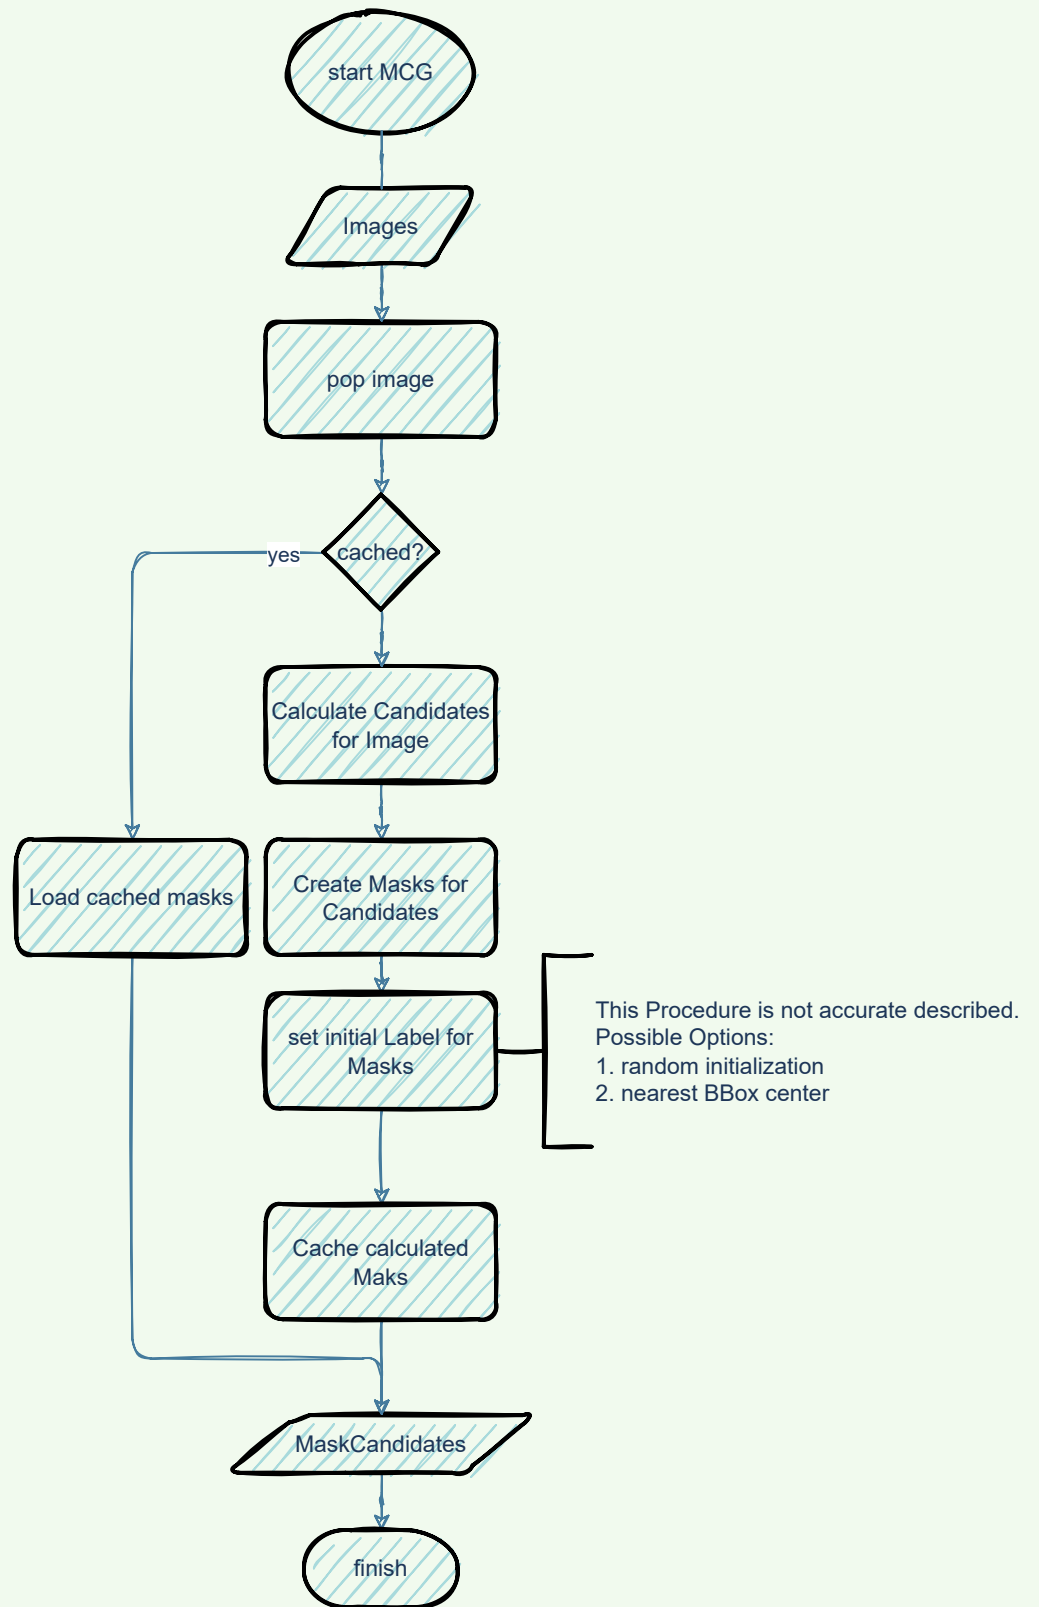 start MCG
Images
pop image
cached?
yes
Calculate Candidates
for Image
Load cached masks
Create Masks for
Candidates
set initial Label for
Masks
This Procedure is not accurate described.
Possible Options:
1. random initialization
2. nearest BBox center
Cache calculated
Maks
MaskCandidates
finish